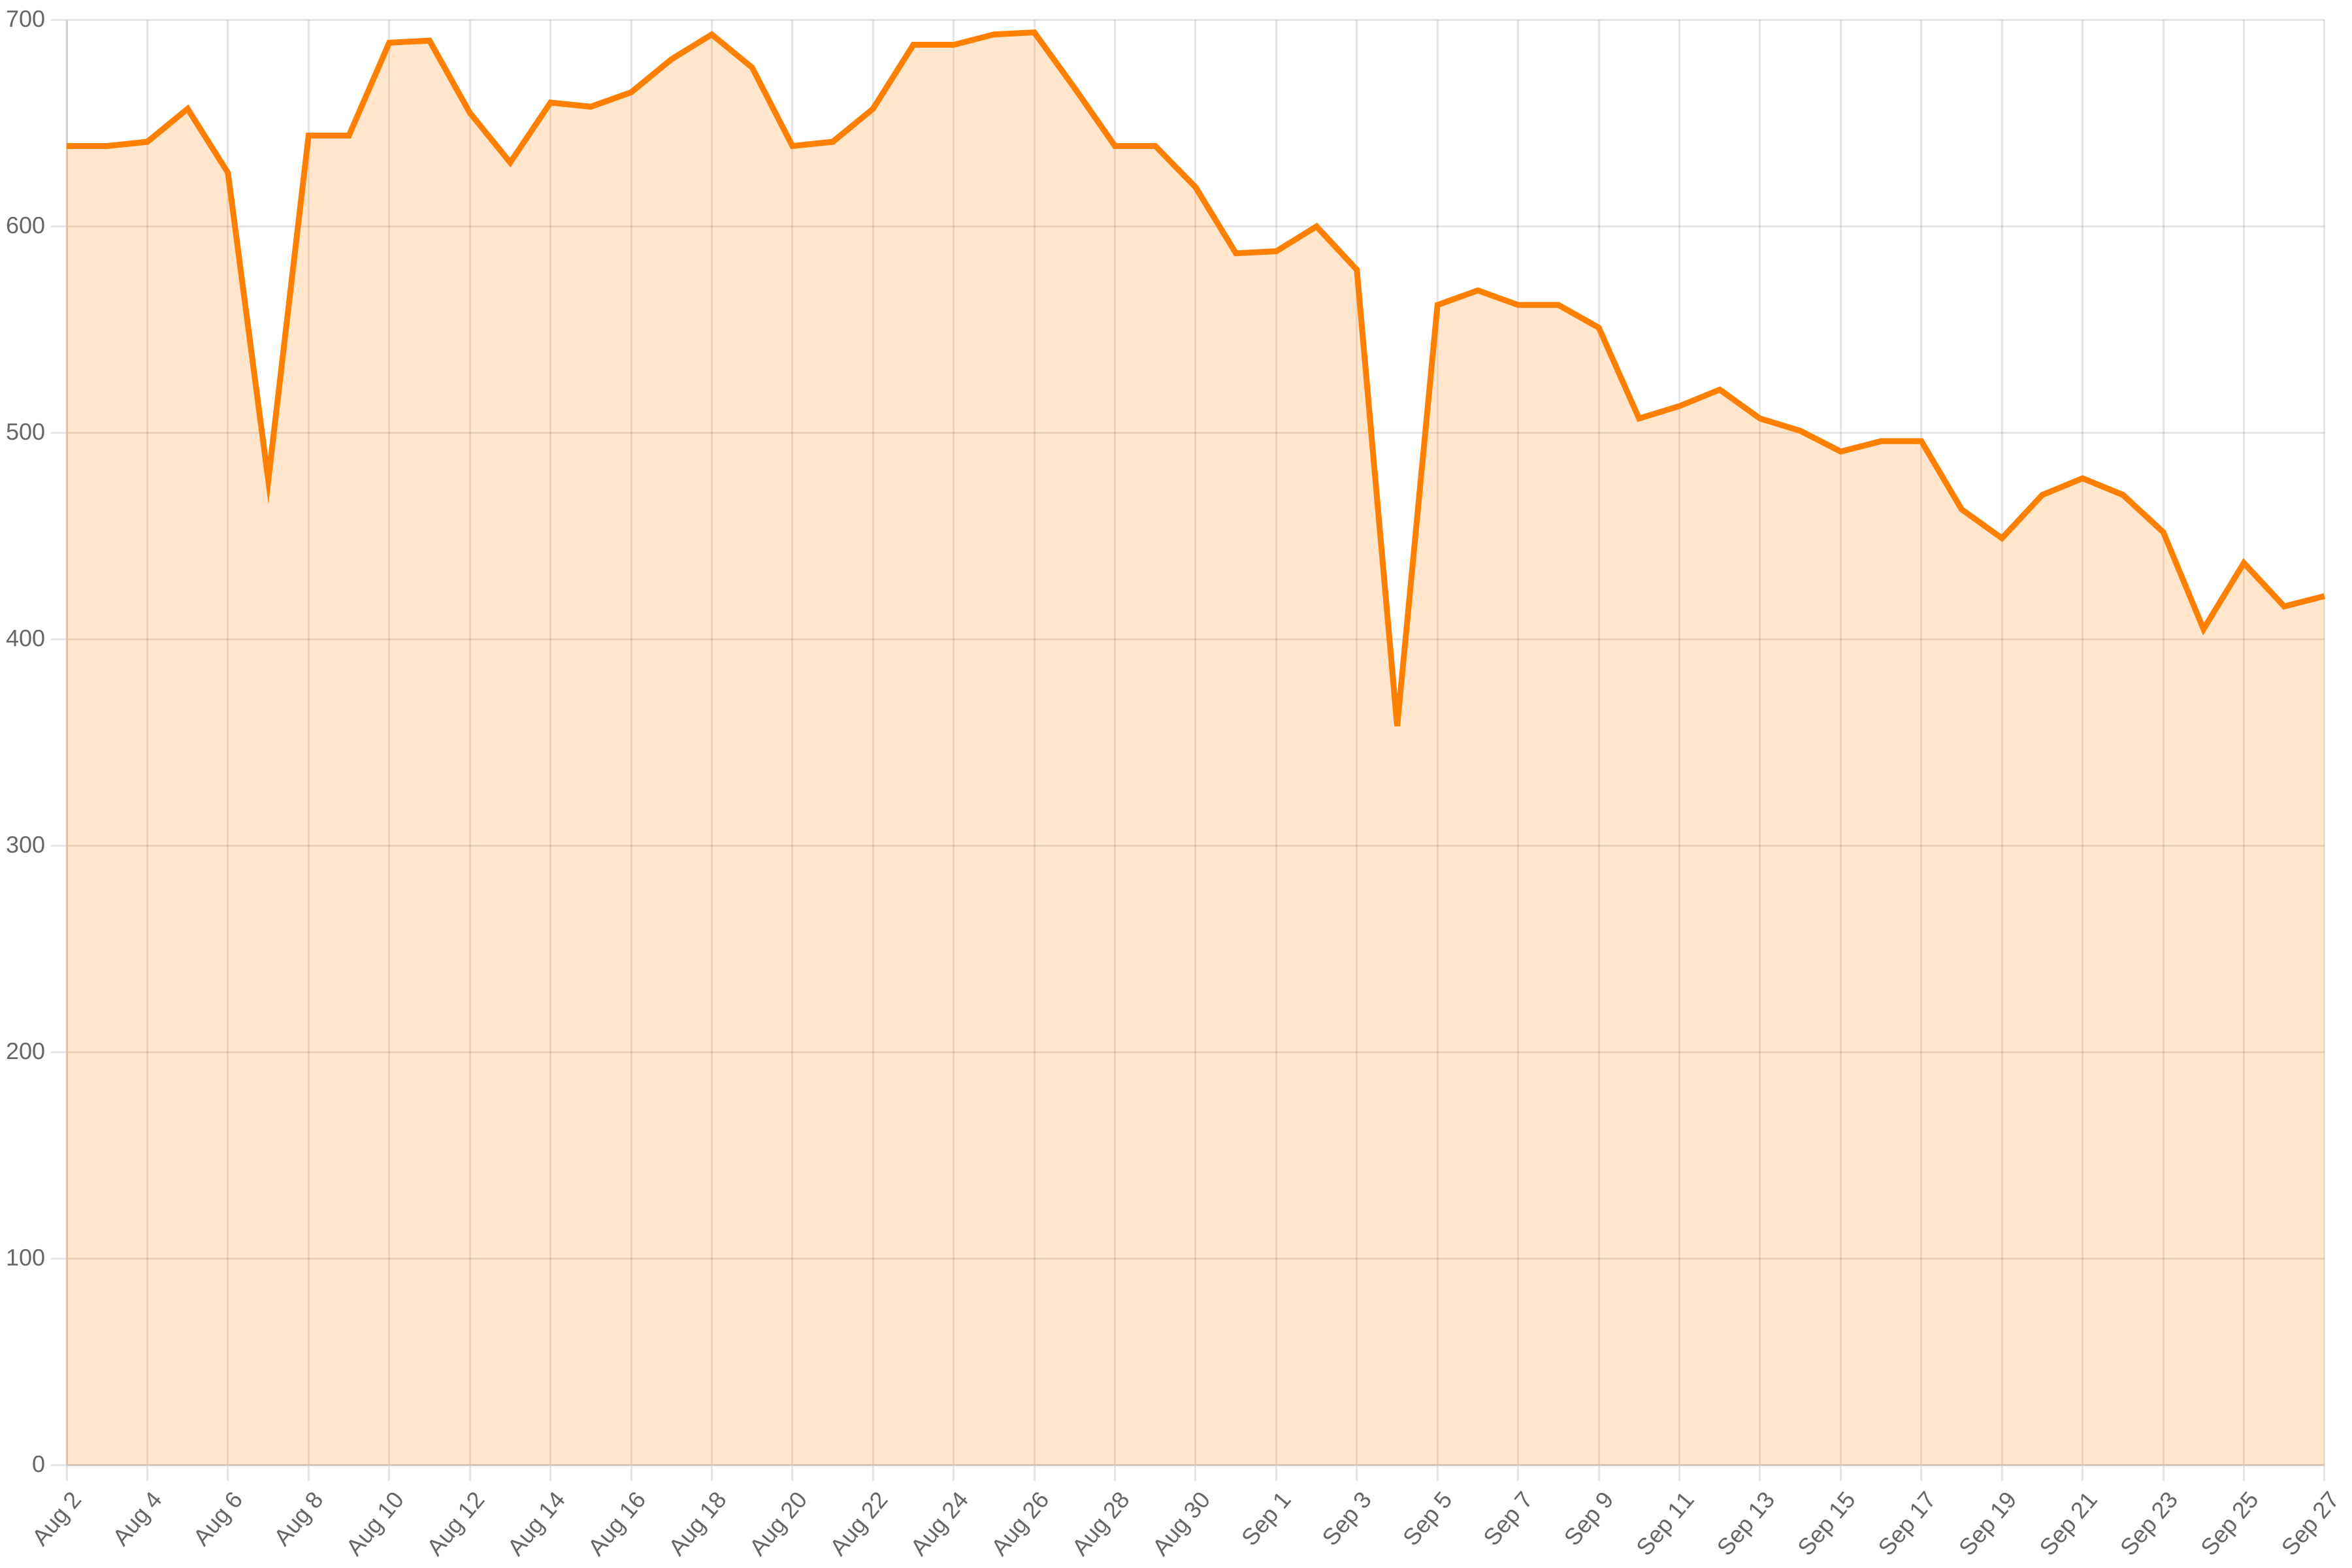 700
600
500
400
300
200
100
0
Aug 2
Aug 4
Aug 6
Aug 8
Aug 10
Aug 12
Aug 14
Aug 16
Aug 18
Aug 20
Aug 22
Aug 24
Aug 26
Aug 28
Aug 30
Sep 1
Sep 3
Sep 5
Sep 7
Sep 9
Sep 11
Sep 13
Sep 15
Sep 17
Sep 19
Sep 21
Sep 23
Sep 25
Sep 27